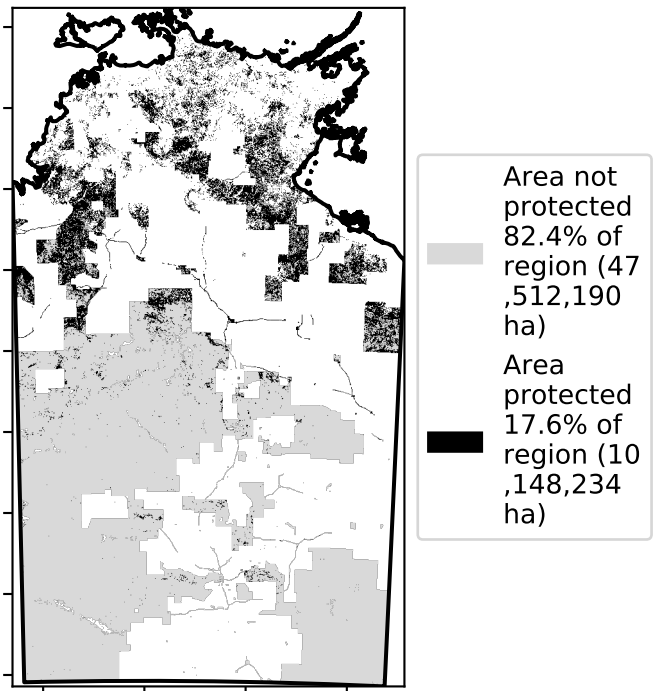 Area not
protected
82.4% of
region (47
,512,190
ha)
Area
protected
17.6% of
region (10
,148,234
ha)